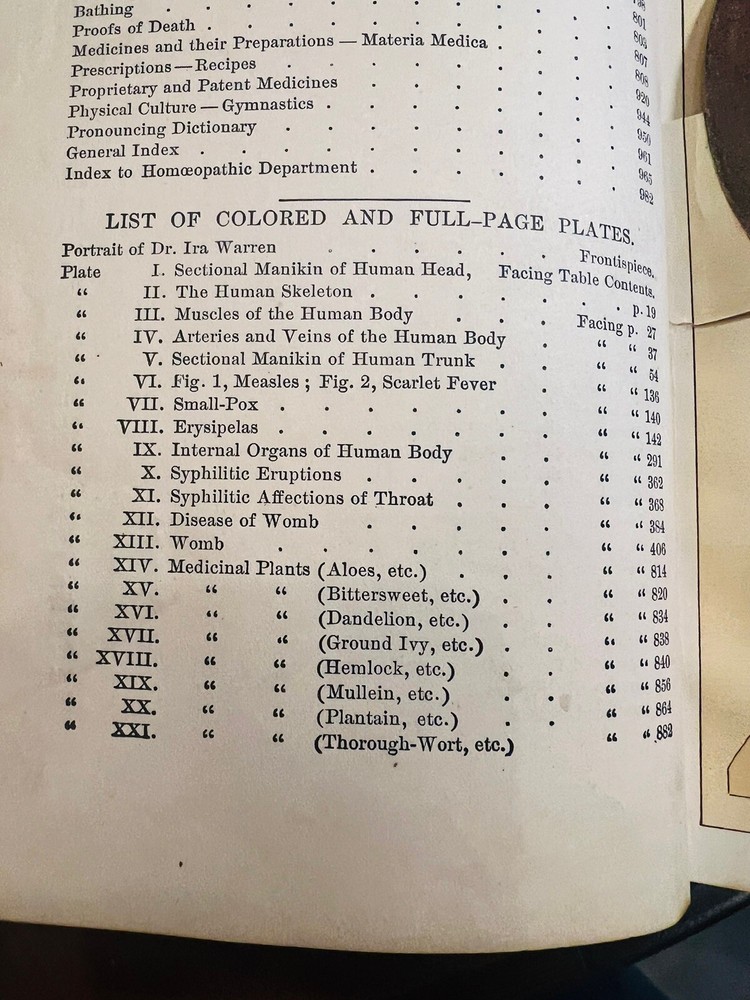 801
Bathing . . . . . . . . . 803
Proofs of Death . . . . . . . . . 807
Medicines and their Preparations — Materia Medica . . . 808
Prescriptions — Recipes . . . . . . . 920
Proprietary and Patent Medicines . . . . . . 944
Physical Culture — Gymnastics . . . . . . . 950
Pronouncing Dictionary . . . . . . . 961
General Index . . . . . . . . . 965
Index to Homœopathic Department . . . . . . 982
LIST OF COLORED AND FULL-PAGE PLATES.
Portrait of Dr. Ira Warren . . . . . . Frontispiece.
Plate I. Sectional Manikin of Human Head, Facing Table Contents.
“ II. The Human Skeleton . . . . . . . p. 19
“ III. Muscles of the Human Body . . . Facing p. 27
“ IV. Arteries and Veins of the Human Body . “ “ 37
“ V. Sectional Manikin of Human Trunk . . “ “ 54
“ VI. Fig. 1, Measles ; Fig. 2, Scarlet Fever . “ “ 136
“ VII. Small-Pox . . . . . . . “ “ 140
“ VIII. Erysipelas . . . . . . . “ “ 142
“ IX. Internal Organs of Human Body . . “ “ 291
“ X. Syphilitic Eruptions . . . . . “ “ 362
“ XI. Syphilitic Affections of Throat . . . “ “ 368
“ XII. Disease of Womb . . . . . “ “ 384
“ XIII. Womb . . . . . . . “ “ 406
“ XIV. Medicinal Plants (Aloes, etc.) . . . “ “ 814
“ XV. “ “ (Bittersweet, etc.) . . “ “ 820
“ XVI. “ “ (Dandelion, etc.) . . “ “ 834
“ XVII. “ “ (Ground Ivy, etc.) . . “ “ 838
“ XVIII. “ “ (Hemlock, etc.) . . “ “ 840
“ XIX. “ “ (Mullein, etc.) . . “ “ 856
“ XX. “ “ (Plantain, etc.) . . “ “ 864
“ XXI. “ “ (Thorough-Wort, etc.) “ “ 882